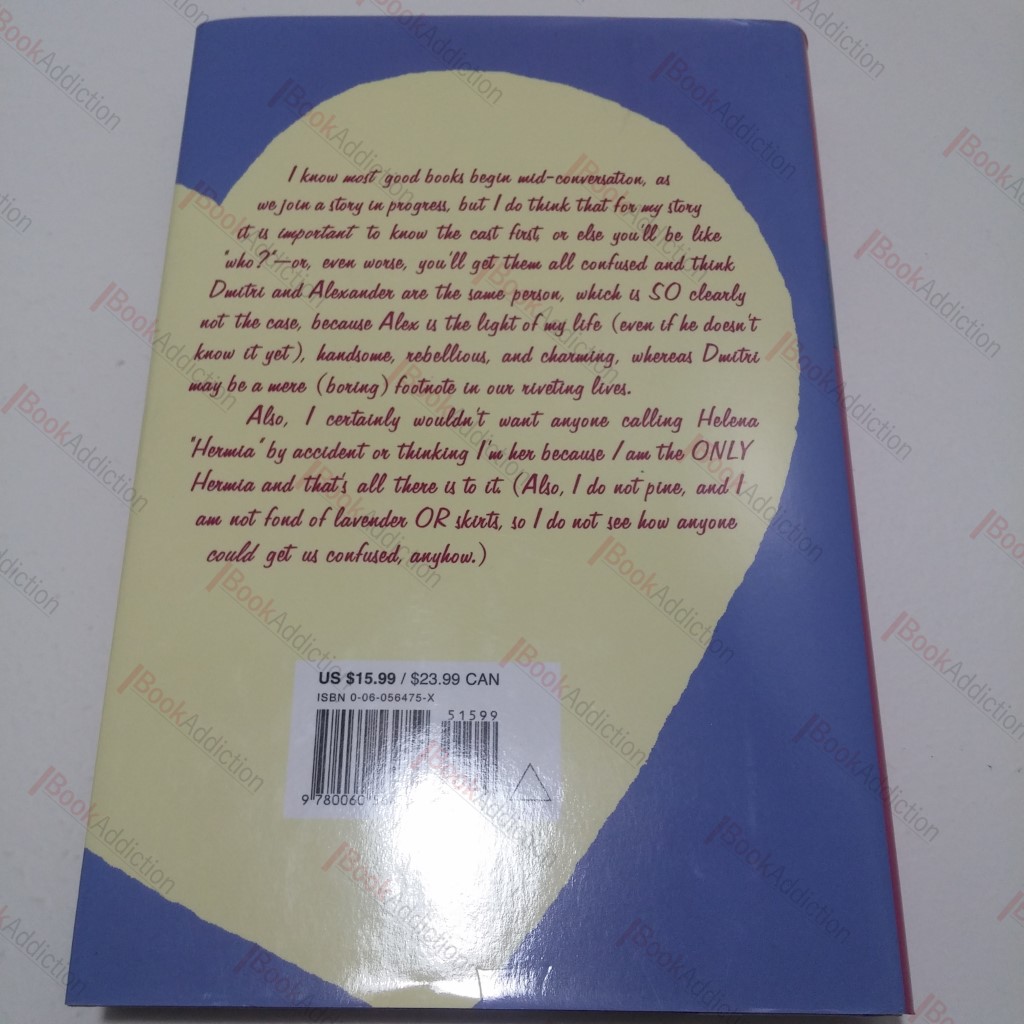 I know most good books begin mid-conversation, as
we join a story in progress, but I do think that for my story
it is important to know the cast first, or else you'll be like
"who?"—or, even worse, you'll get them all confused and think
Dmitri and Alexander are the same person, which is SO clearly
not the case, because Alex is the light of my life (even if he doesn't
know it yet), handsome, rebellious, and charming, whereas Dmitri
may be a mere (boring) footnote in our riveting lives.
Also, I certainly wouldn't want anyone calling Helena
"Hermia" by accident or thinking I'm her because I am the ONLY
Hermia and that's all there is to it. (Also, I do not pine, and I
am not fond of lavender OR skirts, so I do not see how anyone
could get us confused, anyhow.)
US $15.99 / $23.99 CAN
ISBN 0-06-056475-X
51599
9 780060
BookAddiction